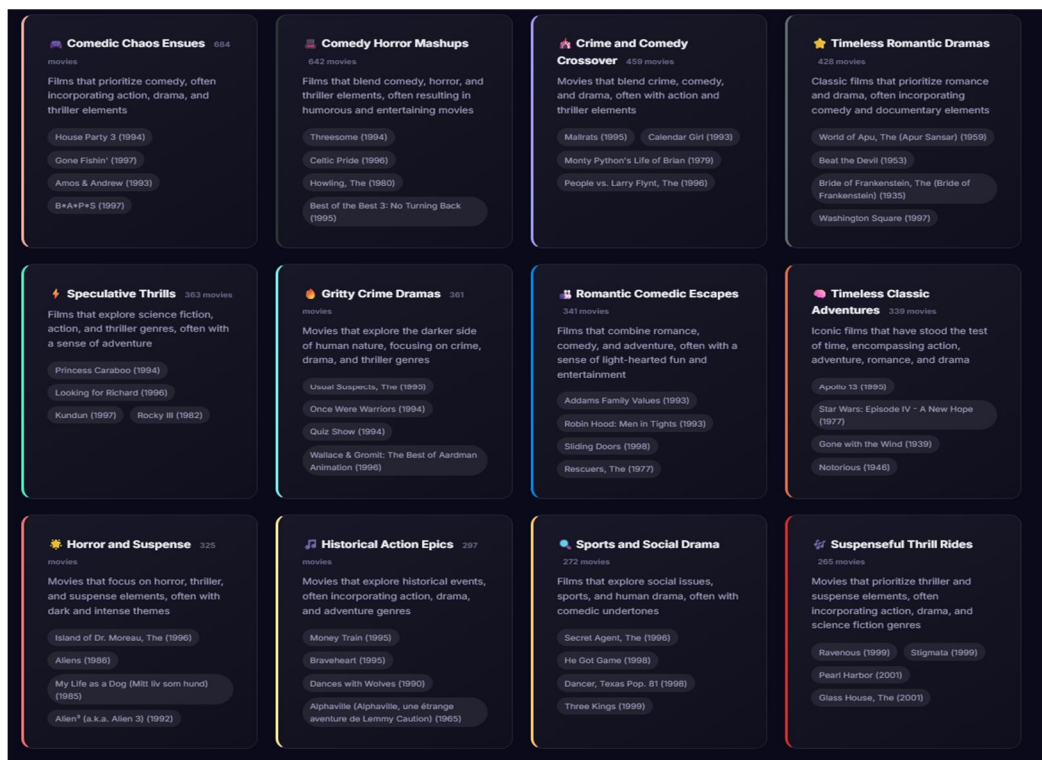 Comedic Chaos Ensues 684
movies
Films that prioritize comedy, often
incorporating action, drama, and
thriller elements
House Party 3 (1994)
Gone Fishin' (1997)
Amos & Andrew (1993)
B*A*P*S (1997)
Comedy Horror Mashups
642 movies
Films that blend comedy, horror, and
thriller elements, often resulting in
humorous and entertaining movies
Threesome (1994)
Celtic Pride (1996)
Howling, The (1980)
Best of the Best 3: No Turning Back
(1995)
Crime and Comedy
Crossover 459 movies
Movies that blend crime, comedy,
and drama, often with action and
thriller elements
Mallrats (1995) Calendar Girl (1993)
Monty Python's Life of Brian (1979)
People vs. Larry Flynt, The (1996)
Timeless Romantic Dramas
428 movies
Classic films that prioritize romance
and drama, often incorporating
comedy and documentary elements
World of Apu, The (Apur Sansar) (1959)
Beat the Devil (1953)
Bride of Frankenstein, The (Bride of
Frankenstein) (1935)
Washington Square (1997)
Speculative Thrills 363 movies
Films that explore science fiction,
action, and thriller genres, often with
a sense of adventure
Princess Caraboo (1994)
Looking for Richard (1996)
Kundun (1997) Rocky III (1982)
Gritty Crime Dramas 361
movies
Movies that explore the darker side
of human nature, focusing on crime,
drama, and thriller genres
Usual Suspects, The (1995)
Once Were Warriors (1994)
Quiz Show (1994)
Wallace & Gromit: The Best of Aardman
Animation (1996)
Romantic Comedic Escapes
341 movies
Films that combine romance,
comedy, and adventure, often with a
sense of light-hearted fun and
entertainment
Addams Family Values (1993)
Robin Hood: Men in Tights (1993)
Sliding Doors (1998)
Rescuers, The (1977)
Timeless Classic
Adventures 339 movies
Iconic films that have stood the test
of time, encompassing action,
adventure, romance, and drama
Apollo 13 (1995)
Star Wars: Episode IV - A New Hope
(1977)
Gone with the Wind (1939)
Notorious (1946)
Horror and Suspense 325
movies
Movies that focus on horror, thriller,
and suspense elements, often with
dark and intense themes
Island of Dr. Moreau, The (1996)
Aliens (1986)
My Life as a Dog (Mitt liv som hund)
(1985)
Alien³ (a.k.a. Alien 3) (1992)
Historical Action Epics 297
movies
Movies that explore historical events,
often incorporating action, drama,
and adventure genres
Money Train (1995)
Braveheart (1995)
Dances with Wolves (1990)
Alphaville (Alphaville, une étrange
aventure de Lemmy Caution) (1965)
Sports and Social Drama
272 movies
Films that explore social issues,
sports, and human drama, often with
comedic undertones
Secret Agent, The (1996)
He Got Game (1998)
Dancer, Texas Pop. 81 (1998)
Three Kings (1999)
Suspenseful Thrill Rides
265 movies
Movies that prioritize thriller and
suspense elements, often
incorporating action, drama, and
science fiction genres
Ravenous (1999) Stigmata (1999)
Pearl Harbor (2001)
Glass House, The (2001)